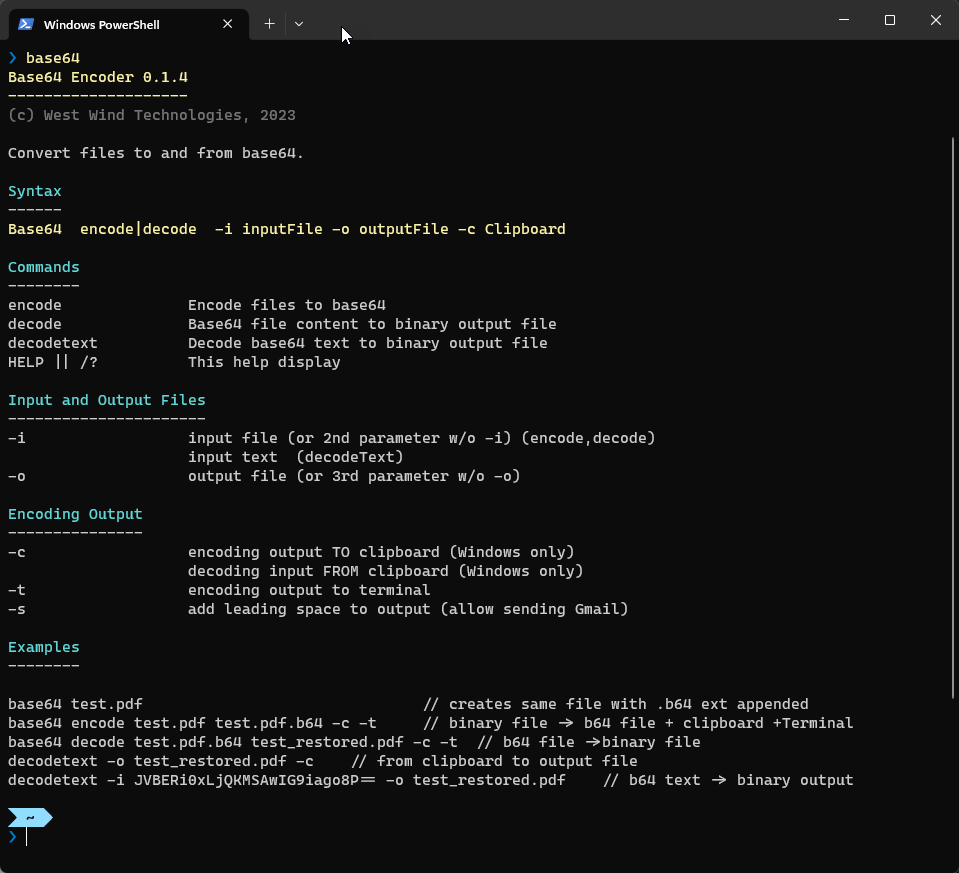 Windows PowerShell
❯ base64
Base64 Encoder 0.1.4
--------------------
(c) West Wind Technologies, 2023
Convert files to and from base64.
Syntax
------
Base64  encode|decode  -i inputFile -o outputFile -c Clipboard
Commands
--------
encode              Encode files to base64
decode              Base64 file content to binary output file
decodetext          Decode base64 text to binary output file
HELP || /?          This help display
Input and Output Files
----------------------
-i                  input file (or 2nd parameter w/o -i) (encode,decode)
                    input text  (decodeText)
-o                  output file (or 3rd parameter w/o -o)
Encoding Output
---------------
-c                  encoding output TO clipboard (Windows only)
                    decoding input FROM clipboard (Windows only)
-t                  encoding output to terminal
-s                  add leading space to output (allow sending Gmail)
Examples
--------
base64 test.pdf                               // creates same file with .b64 ext appended
base64 encode test.pdf test.pdf.b64 -c -t     // binary file -> b64 file + clipboard +Terminal
base64 decode test.pdf.b64 test_restored.pdf -c -t  // b64 file ->binary file
decodetext -o test_restored.pdf -c    // from clipboard to output file
decodetext -i JVBERi0xLjQKMSAwIG9iago8P== -o test_restored.pdf    // b64 text -> binary output
~
❯